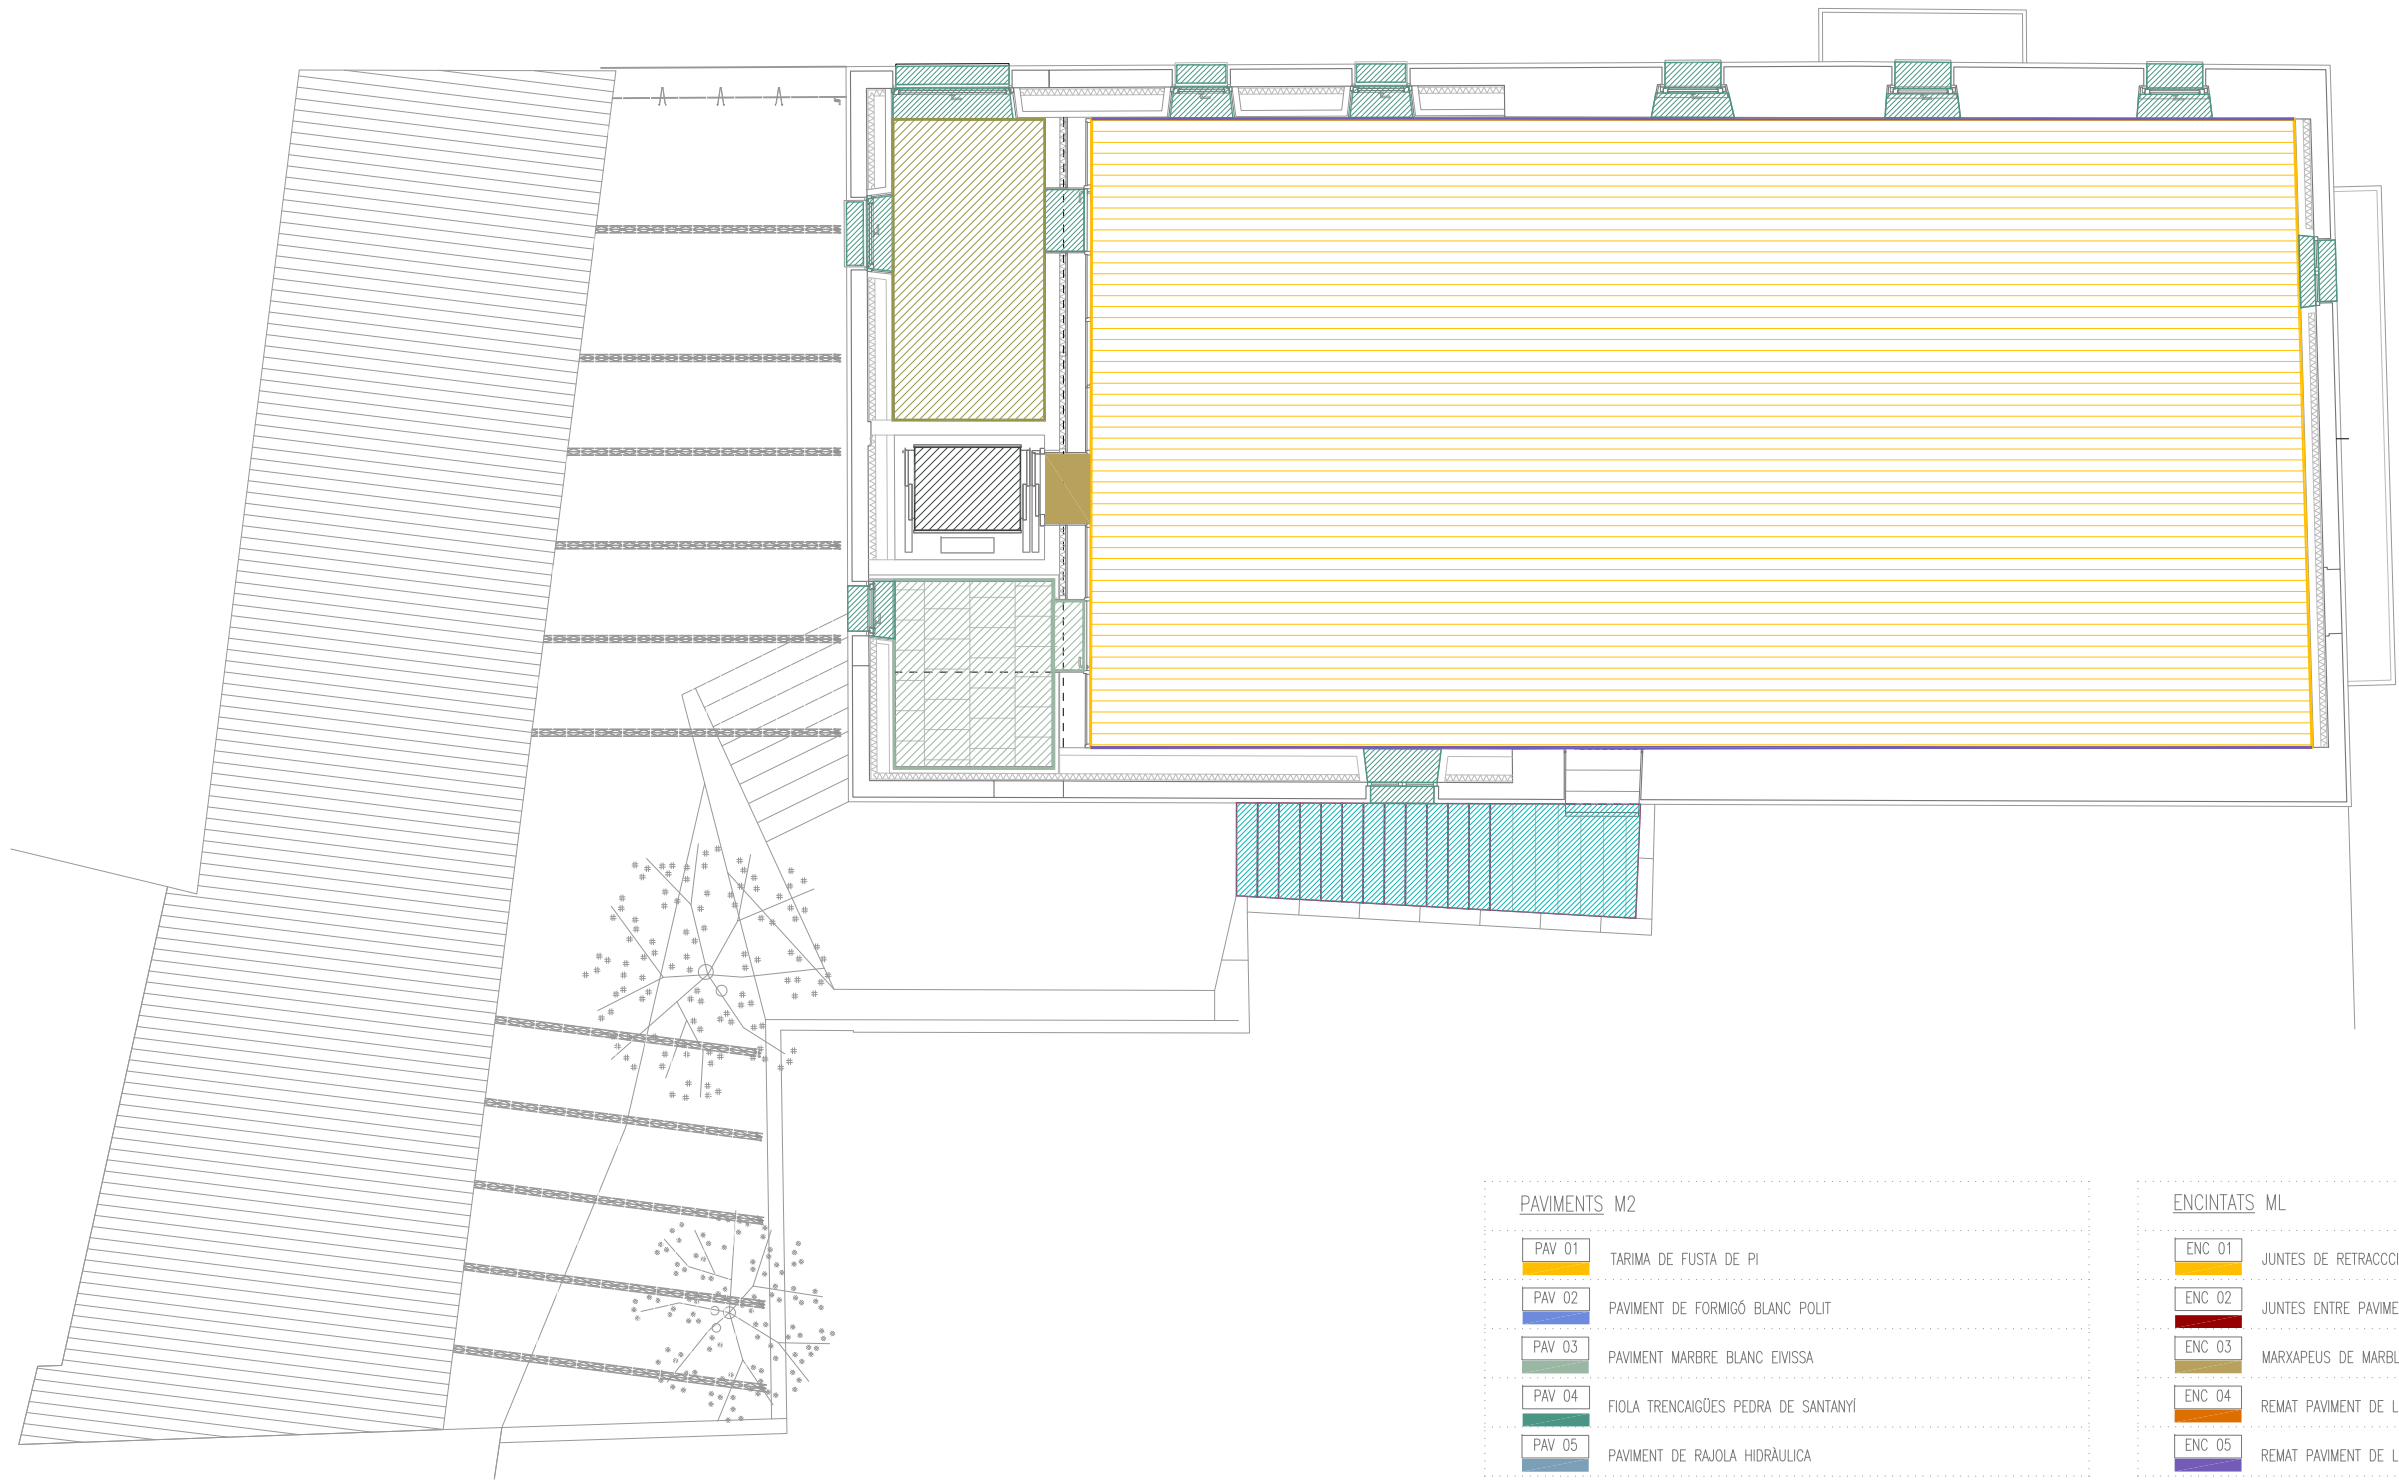 PAVIMENTS M2
PAV 01 TARIMA DE FUSTA DE PI
PAV 02 PAVIMENT DE FORMIGÓ BLANC POLIT
PAV 03 PAVIMENT MARBRE BLANC EIVISSA
PAV 04 FIOLA TRENCAIGÜES PEDRA DE SANTANYÍ
PAV 05 PAVIMENT DE RAJOLA HIDRÀULICA
ENCINTATS ML
ENC 01 JUNTES DE RETRACCCI
ENC 02 JUNTES ENTRE PAVIME
ENC 03 MARXAPEUS DE MARBL
ENC 04 REMAT PAVIMENT DE L
ENC 05 REMAT PAVIMENT DE L